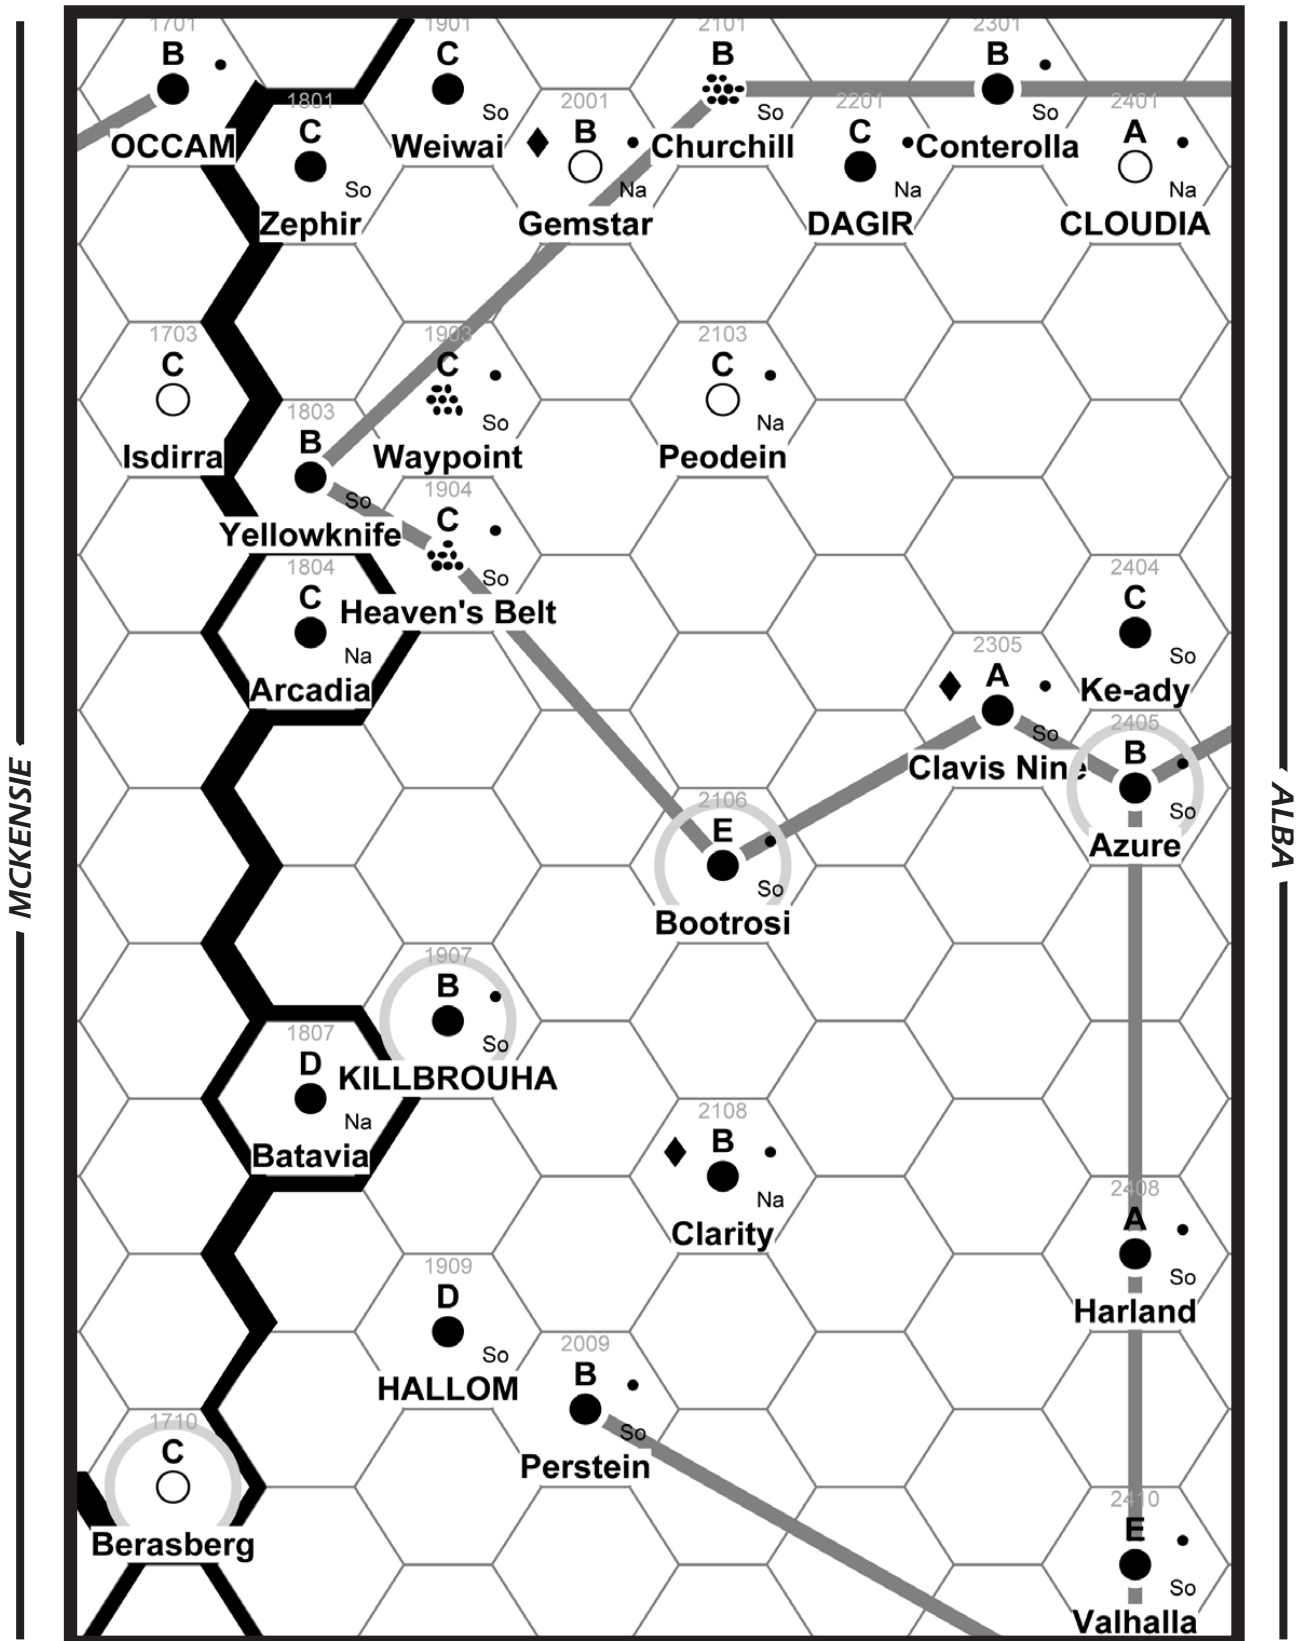 MCKENSIE
1701
B
OCCAM
1801
C
So
Zephir
1901
C
So
Weiwai
2001
B
Na
Gemstar
2101
B
So
Churchill
2201
C
Na
DAGIR
2301
B
So
Conterolla
2401
A
Na
CLOUDIA
1703
C
Isdirra
1803
B
So
Yellowknife
1903
C
So
Waypoint
2103
C
Na
Peodein
1804
C
Na
Arcadia
1904
C
So
Heaven's Belt
2404
C
So
Ke-ady
2305
A
So
Clavis Nine
2405
B
So
Azure
2106
E
So
Bootrosi
1807
D
Na
Batavia
1907
B
So
KILLBROUHA
2108
B
Na
Clarity
2408
A
So
Harland
1909
D
So
HALLOM
2009
B
So
Perstein
1710
C
Berasberg
2410
E
So
Valhalla
ALBA